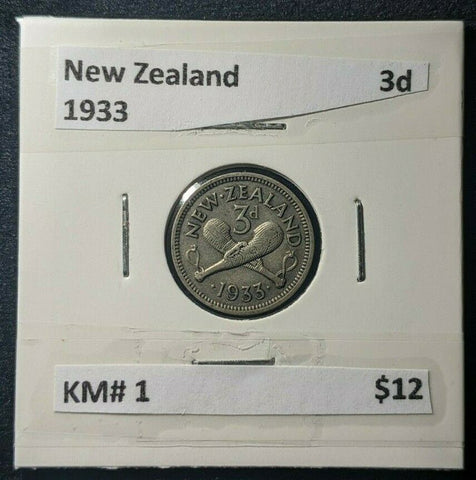 New Zealand 3d
1933
NEW·ZEALAND
3d
·1933·
KM# 1 $12